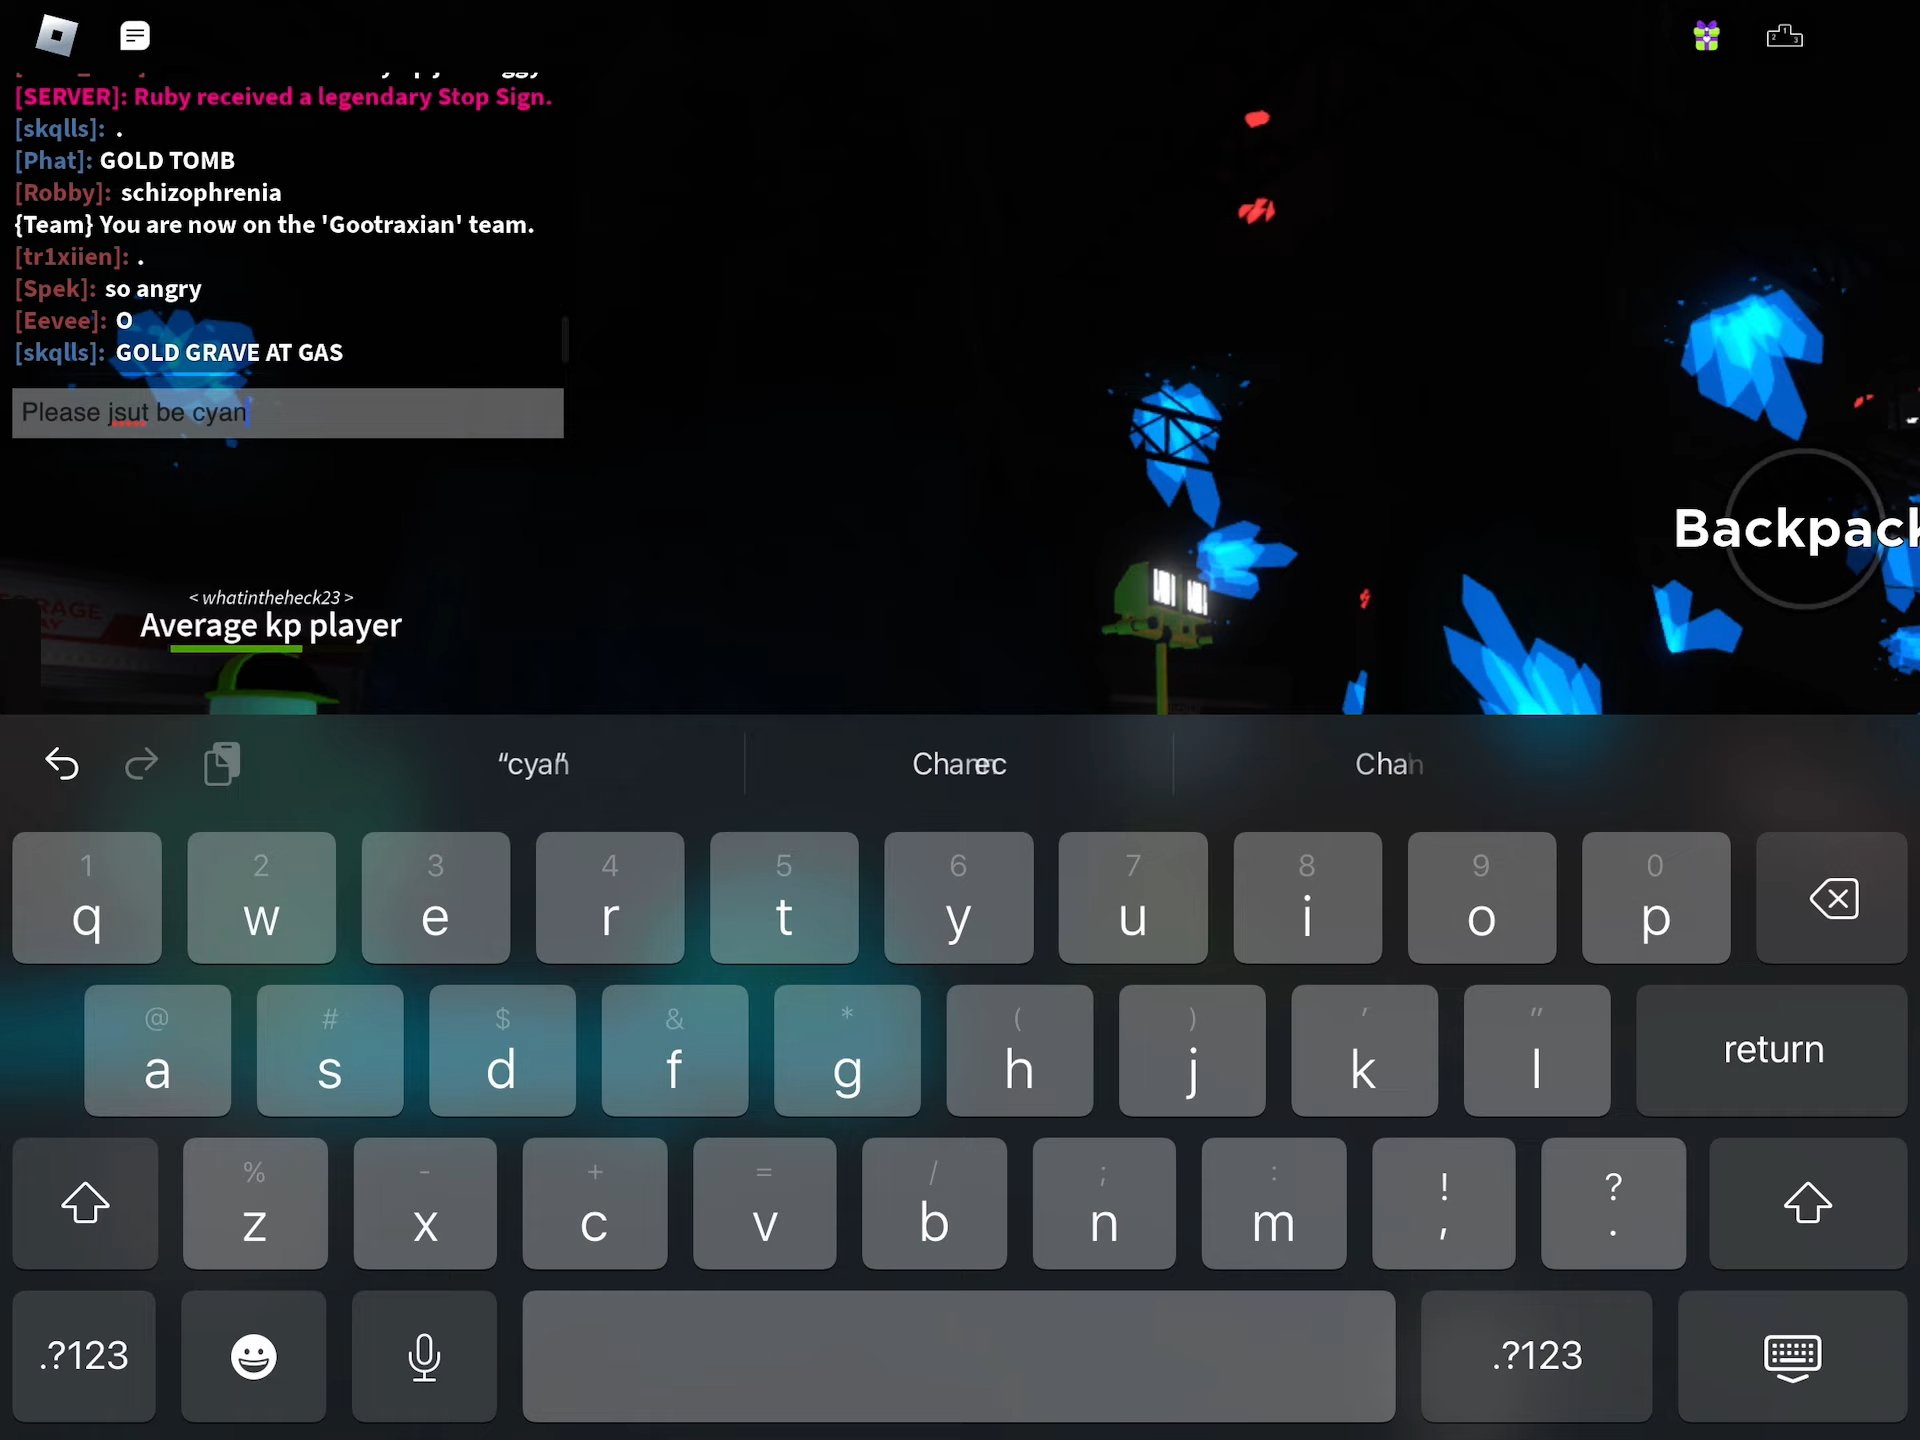 [SERVER]: Ruby received a legendary Stop Sign.
[skqlls]: .
[Phat]: GOLD TOMB
[Robby]: schizophrenia
{Team} You are now on the 'Gootraxian' team.
[tr1xiien]: .
[Spek]: so angry
[Eevee]: O
[skqlls]: GOLD GRAVE AT GAS
Please jsut be cyan
Backpack
< whatintheheck23 >
Average kp player
"cyan"
1 2 3 4 5 6 7 8 9 0
q w e r t y u i o p
@ # $ & * ( ) ' "
a s d f g h j k l return
% - + = / ; : ! ?
z x c v b n m , .
.?123 .?123